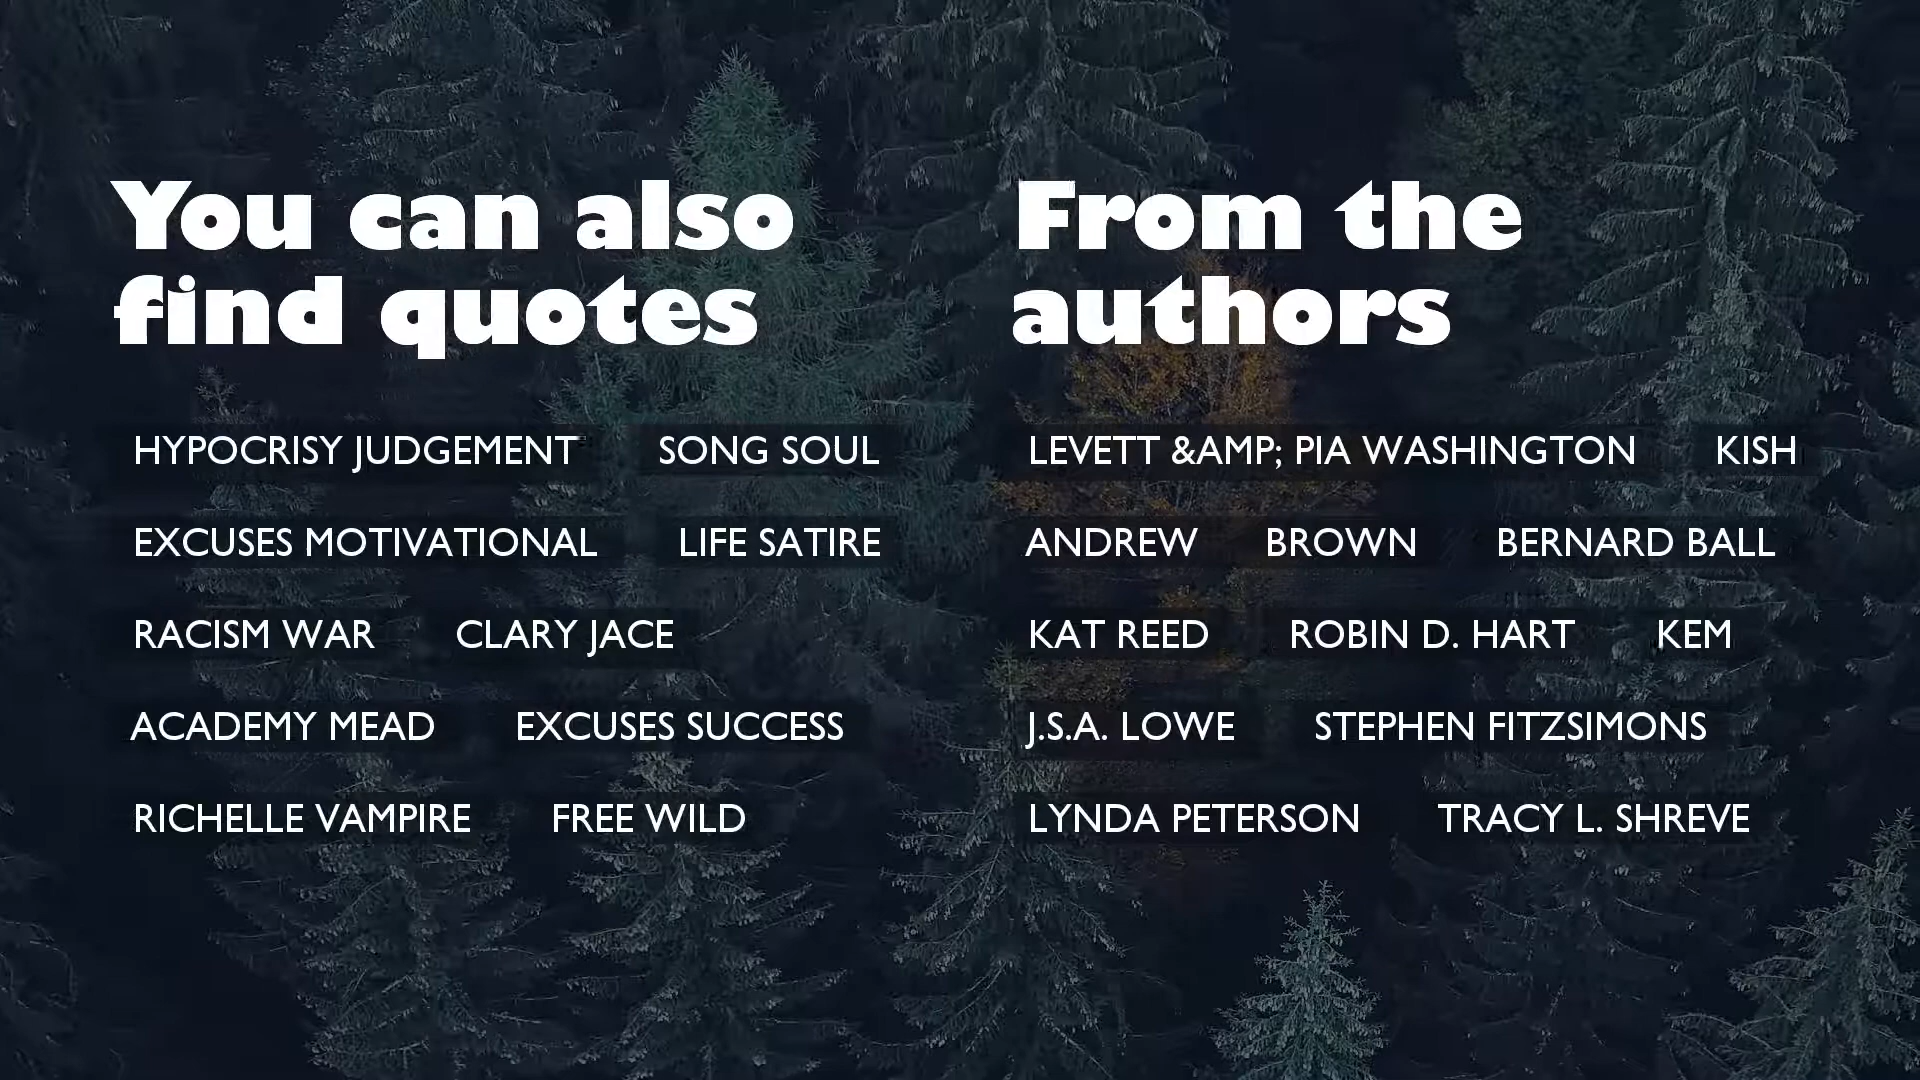 You can also
find quotes
HYPOCRISY JUDGEMENT SONG SOUL
EXCUSES MOTIVATIONAL LIFE SATIRE
RACISM WAR CLARY JACE
ACADEMY MEAD EXCUSES SUCCESS
RICHELLE VAMPIRE FREE WILD
From the
authors
LEVETT &AMP; PIA WASHINGTON KISH
ANDREW BROWN BERNARD BALL
KAT REED ROBIN D. HART KEM
J.S.A. LOWE STEPHEN FITZSIMONS
LYNDA PETERSON TRACY L. SHREVE